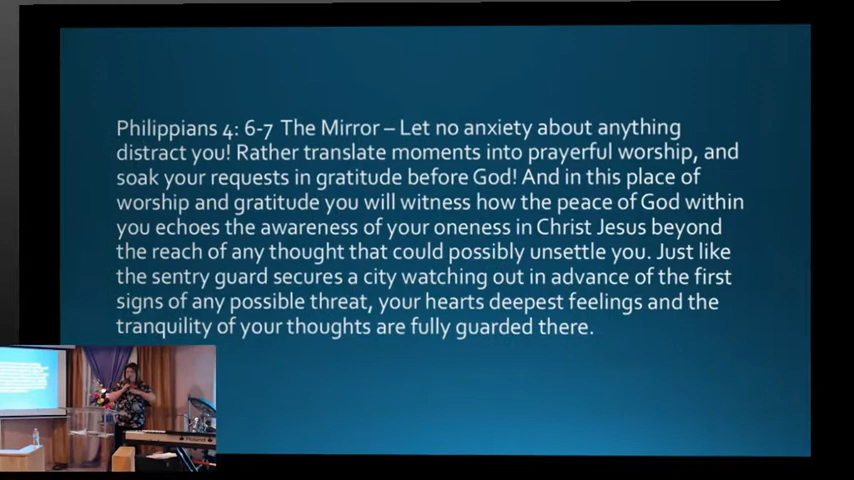 Philippians 4: 6-7 The Mirror – Let no anxiety about anything
distract you! Rather translate moments into prayerful worship, and
soak your requests in gratitude before God! And in this place of
worship and gratitude you will witness how the peace of God within
you echoes the awareness of your oneness in Christ Jesus beyond
the reach of any thought that could possibly unsettle you. Just like
the sentry guard secures a city watching out in advance of the first
signs of any possible threat, your hearts deepest feelings and the
tranquility of your thoughts are fully guarded there.
Roland